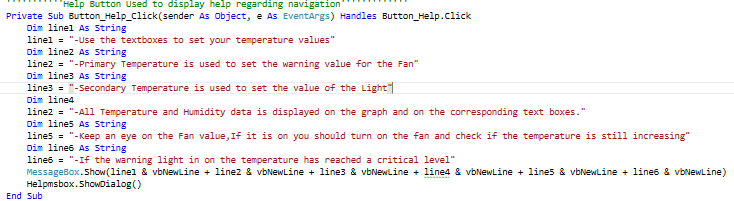 '''''''''''Help Button Used to display help regarding navigation'''''''''''''
Private Sub Button_Help_Click(sender As Object, e As EventArgs) Handles Button_Help.Click
Dim line1 As String
line1 = "-Use the textboxes to set your temperature values"
Dim line2 As String
line2 = "-Primary Temperature is used to set the warning value for the Fan"
Dim line3 As String
line3 = "-Secondary Temperature is used to set the value of the Light"
Dim line4
line2 = "-All Temperature and Humidity data is displayed on the graph and on the corresponding text boxes."
Dim line5 As String
line5 = "-Keep an eye on the Fan value,If it is on you should turn on the fan and check if the temperature is still increasing"
Dim line6 As String
line6 = "-If the warning light in on the temperature has reached a critical level"
MessageBox.Show(line1 & vbNewLine + line2 & vbNewLine + line3 & vbNewLine + line4 & vbNewLine + line5 & vbNewLine + line6 & vbNewLine)
Helpmsbox.ShowDialog()
End Sub